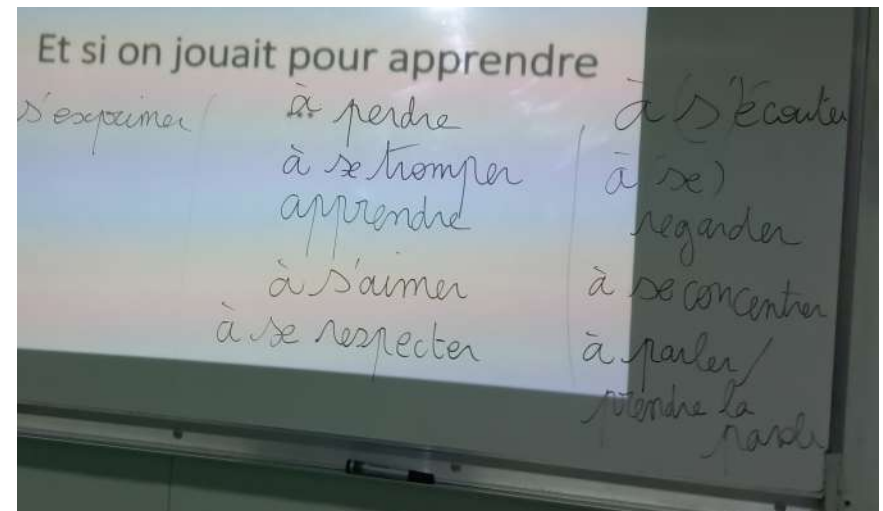 Et si on jouait pour apprendre
s'exprimer
à perdre
à se tromper
apprendre
à s'aimer
à se respecter
à (s')écouter
à (se)
regarder
à se concentrer
à parler/
prendre la
parole